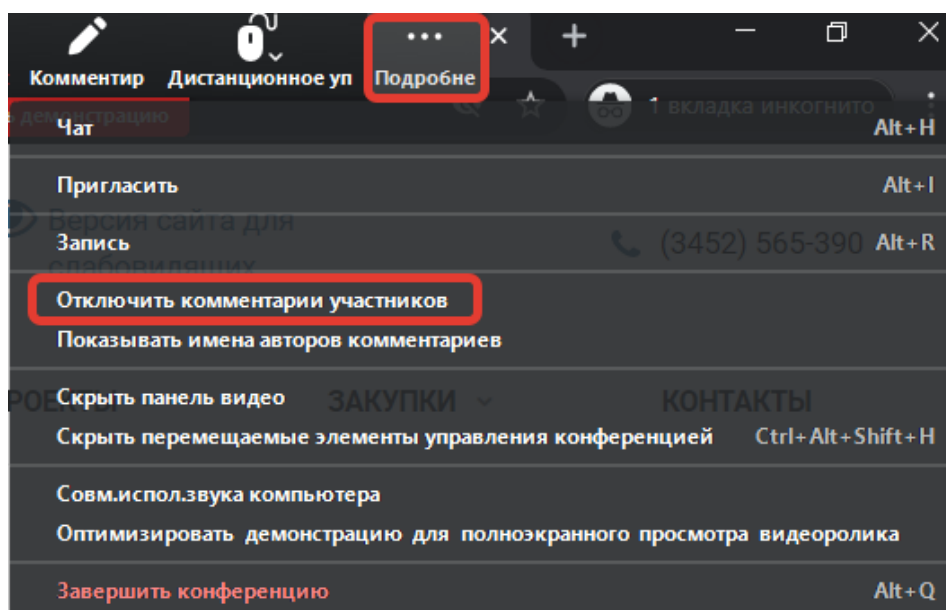 Комментир Дистанционное уп Подробне
1 вкладка инкогнито
демонстрацию
Чат Alt+H
Пригласить Alt+I
Версия сайта для
Запись (3452) 565-390 Alt+R
слабовидящих
Отключить комментарии участников
Показывать имена авторов комментариев
Скрыть панель видео ЗАКУПКИ КОНТАКТЫ
Скрыть перемещаемые элементы управления конференцией Ctrl+Alt+Shift+H
Совм.испол.звука компьютера
Оптимизировать демонстрацию для полноэкранного просмотра видеоролика
Завершить конференцию Alt+Q